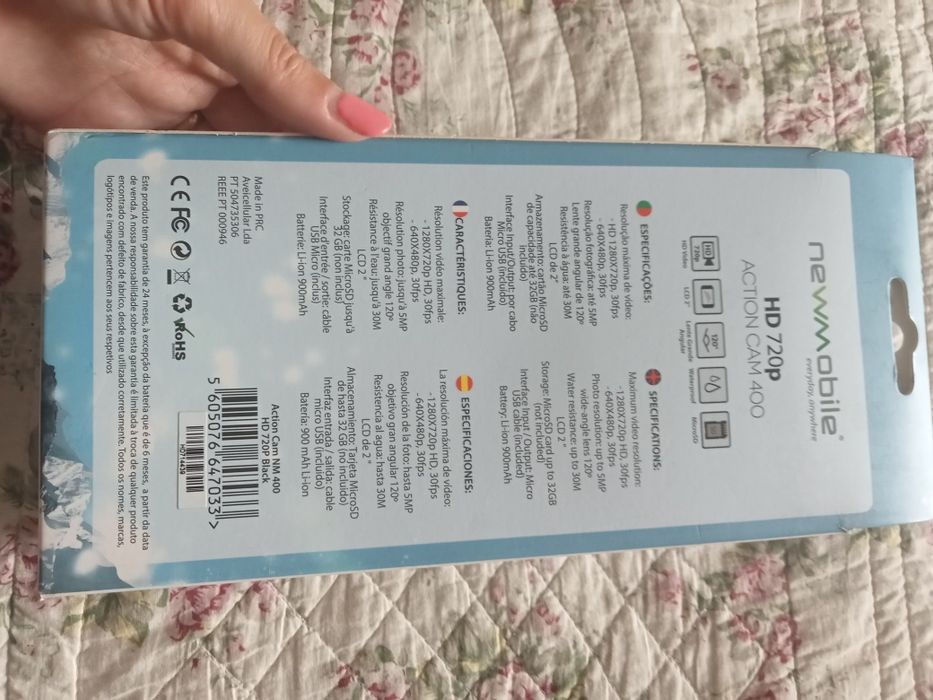 newmobile®
everyday, anywhere
ACTION CAM 400
HD 720p
HD 720p
HD Video
LCD 2"
120°
Lente Grande
Angular
Waterproof
MicroSD
ESPECIFICAÇÕES:
Resolução máxima de vídeo:
- HD 1280X720p, 30fps
- 640X480p, 30fps
Resolução fotográfica: até 5MP
Lente grande angular de 120°
Resistência à água: até 30M
LCD de 2"
Armazenamento: cartão MicroSD
de capacidade até 32GB (não
incluído)
Interface Input/Output: por cabo
Micro USB (incluído)
Bateria: Li-ion 900mAh
SPECIFICATIONS:
Maximum video resolution:
-1280X720p HD, 30fps
- 640X480p, 30fps
Photo resolution: up to 5MP
wide-angle lens 120°
Water resistance: up to 30M
LCD 2"
Storage: MicroSD card up to 32GB
(not included)
Interface Input / Output: Micro
USB cable (included)
Battery: Li-ion 900mAh
CARACTÉRISTIQUES:
Résolution vidéo maximale:
- 1280X720p HD, 30fps
- 640X480p, 30fps
Résolution photo: jusqu'à 5MP
objectif grand angle 120°
Résistance à l'eau: jusqu'à 30M
LCD 2"
Stockage: carte MicroSD jusqu'à
32 GB (non inclus)
Interface d'entrée / sortie: câble
USB Micro (inclus)
Batterie: Li-ion 900mAh
ESPECIFICACIONES:
La resolución máxima de vídeo:
-1280X720p HD, 30fps
- 640X480p, 30fps
Resolución de la foto: hasta 5MP
objetivo gran angular 120°
Resistencia al agua: hasta 30M
LCD de 2"
Almacenamiento: Tarjeta MicroSD
de hasta 32 GB (no incluido)
Interfaz entrada / salida: cable
micro USB (incluido)
Batería: 900 mAh Li-ion
Made in PRC
Aveicellular Lda
PT 504735306
REEE PT 000946
CE FC RoHS
Action Cam NM 400
HD 720P Black
5 605076 647033 >
Este produto tem garantia de 24 meses, à excepção da bateria que é de 6 meses, a partir da data
de venda. A nossa responsabilidade sobre esta garantia é limitada à troca de qualquer produto
encontrado com defeito de fabrico, desde que utilizado corretamente. Todos os nomes, marcas,
logótipos e imagens pertencem aos seus respetivos